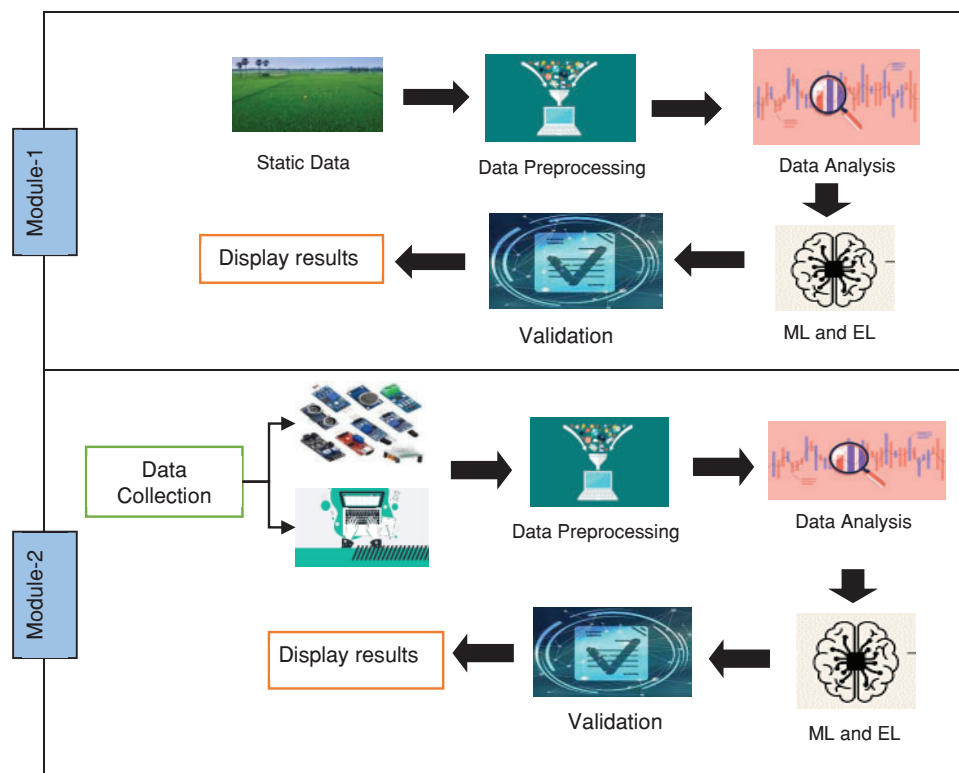 Module-1
Static Data
Data Preprocessing
Data Analysis
Display results
Validation
ML and EL
Module-2
Data
Collection
Data Preprocessing
Data Analysis
Display results
Validation
ML and EL